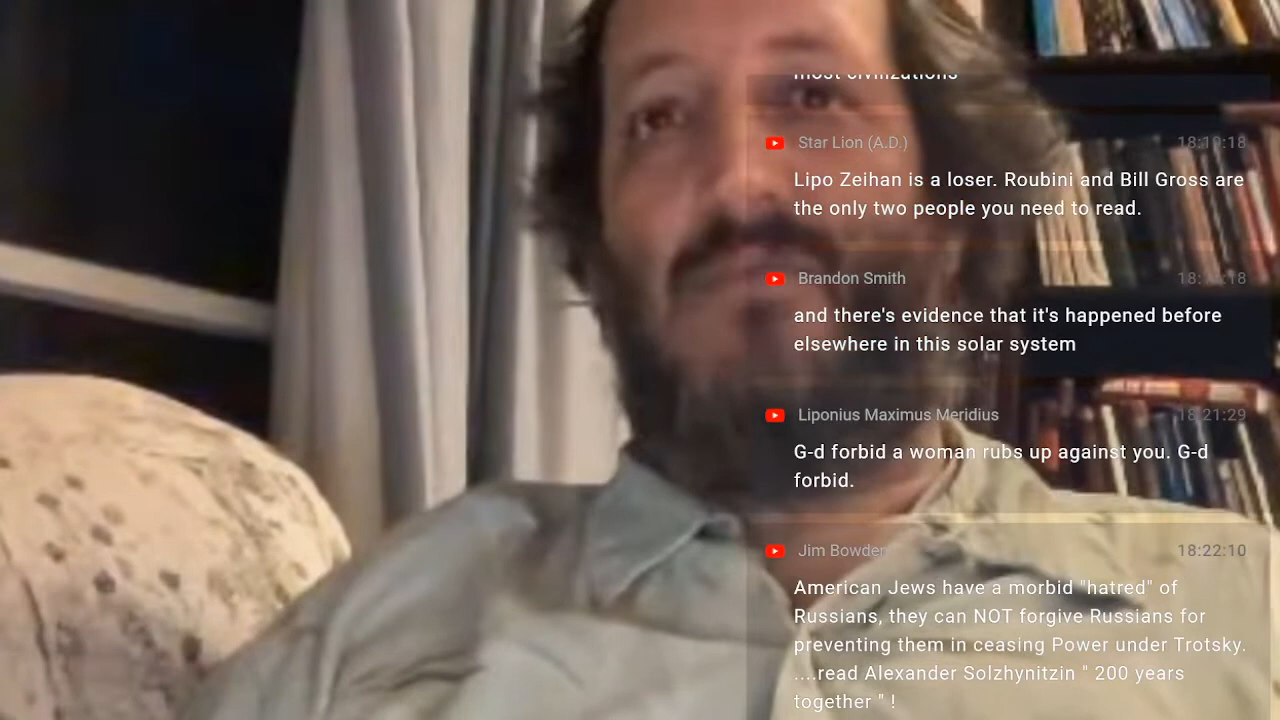 most civilizations
Star Lion (A.D.) 18:19:18
Lipo Zeihan is a loser. Roubini and Bill Gross are
the only two people you need to read.
Brandon Smith
and there's evidence that it's happened before
elsewhere in this solar system
Liponius Maximus Meridius 18:21:29
G-d forbid a woman rubs up against you. G-d
forbid.
Jim Bowden 18:22:10
American Jews have a morbid "hatred" of
Russians, they can NOT forgive Russians for
preventing them in ceasing Power under Trotsky.
....read Alexander Solzhynitzin " 200 years
together " !